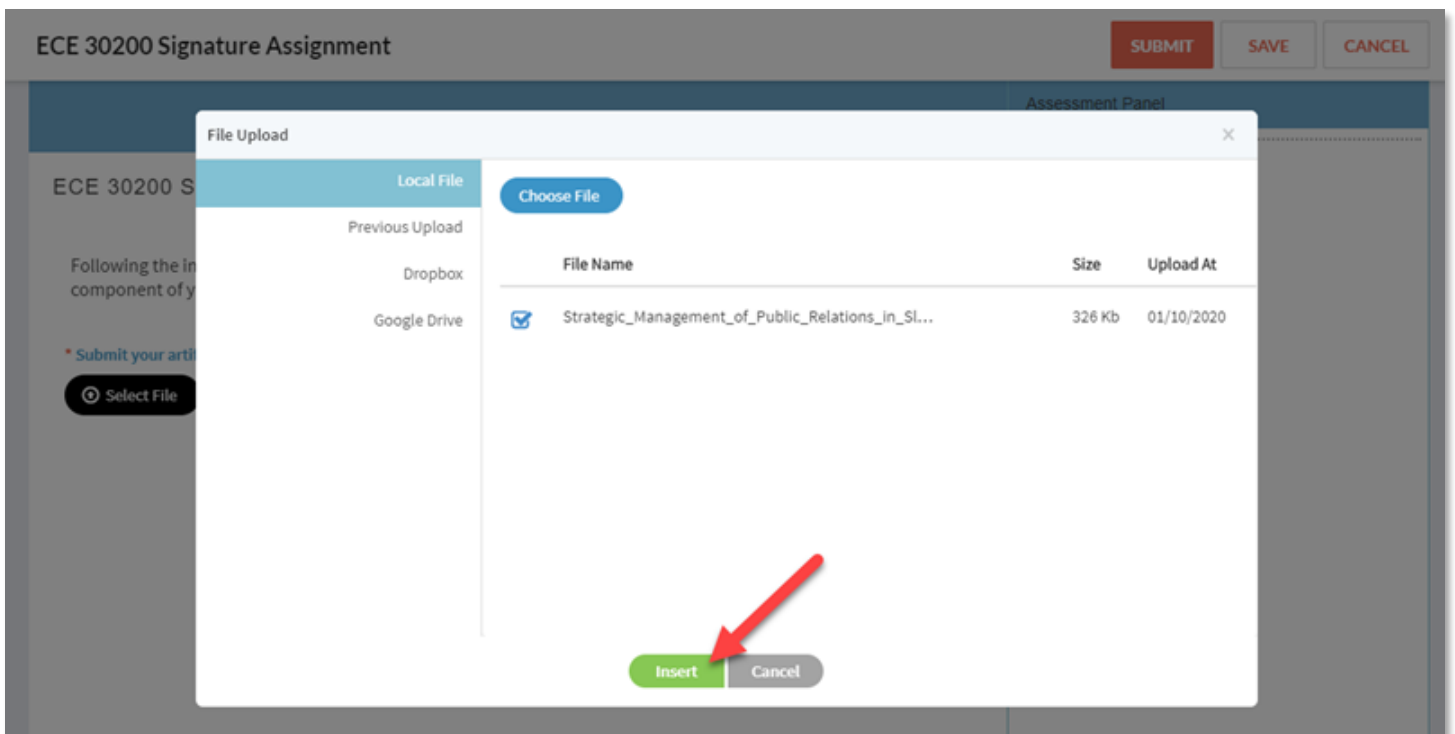 ECE 30200 Signature Assignment
SUBMIT SAVE CANCEL
Assessment Panel
File Upload
ECE 30200 S
Following the in
component of y
* Submit your arti
Select File
Local File
Previous Upload
Dropbox
Google Drive
Choose File
File Name Size Upload At
Strategic_Management_of_Public_Relations_in_Sl... 326 Kb 01/10/2020
Insert Cancel